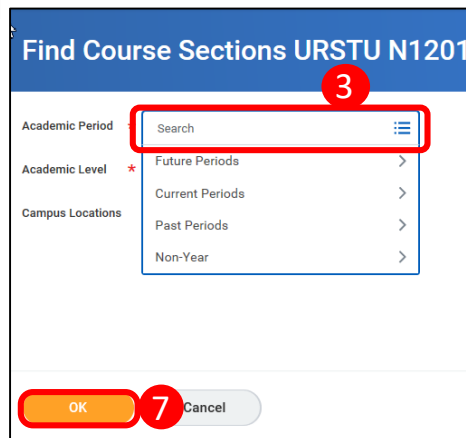 Find Course Sections URSTU N1201
3
Academic Period *
Search
Academic Level *
Future Periods
Current Periods
Campus Locations
Past Periods
Non-Year
OK
7
Cancel